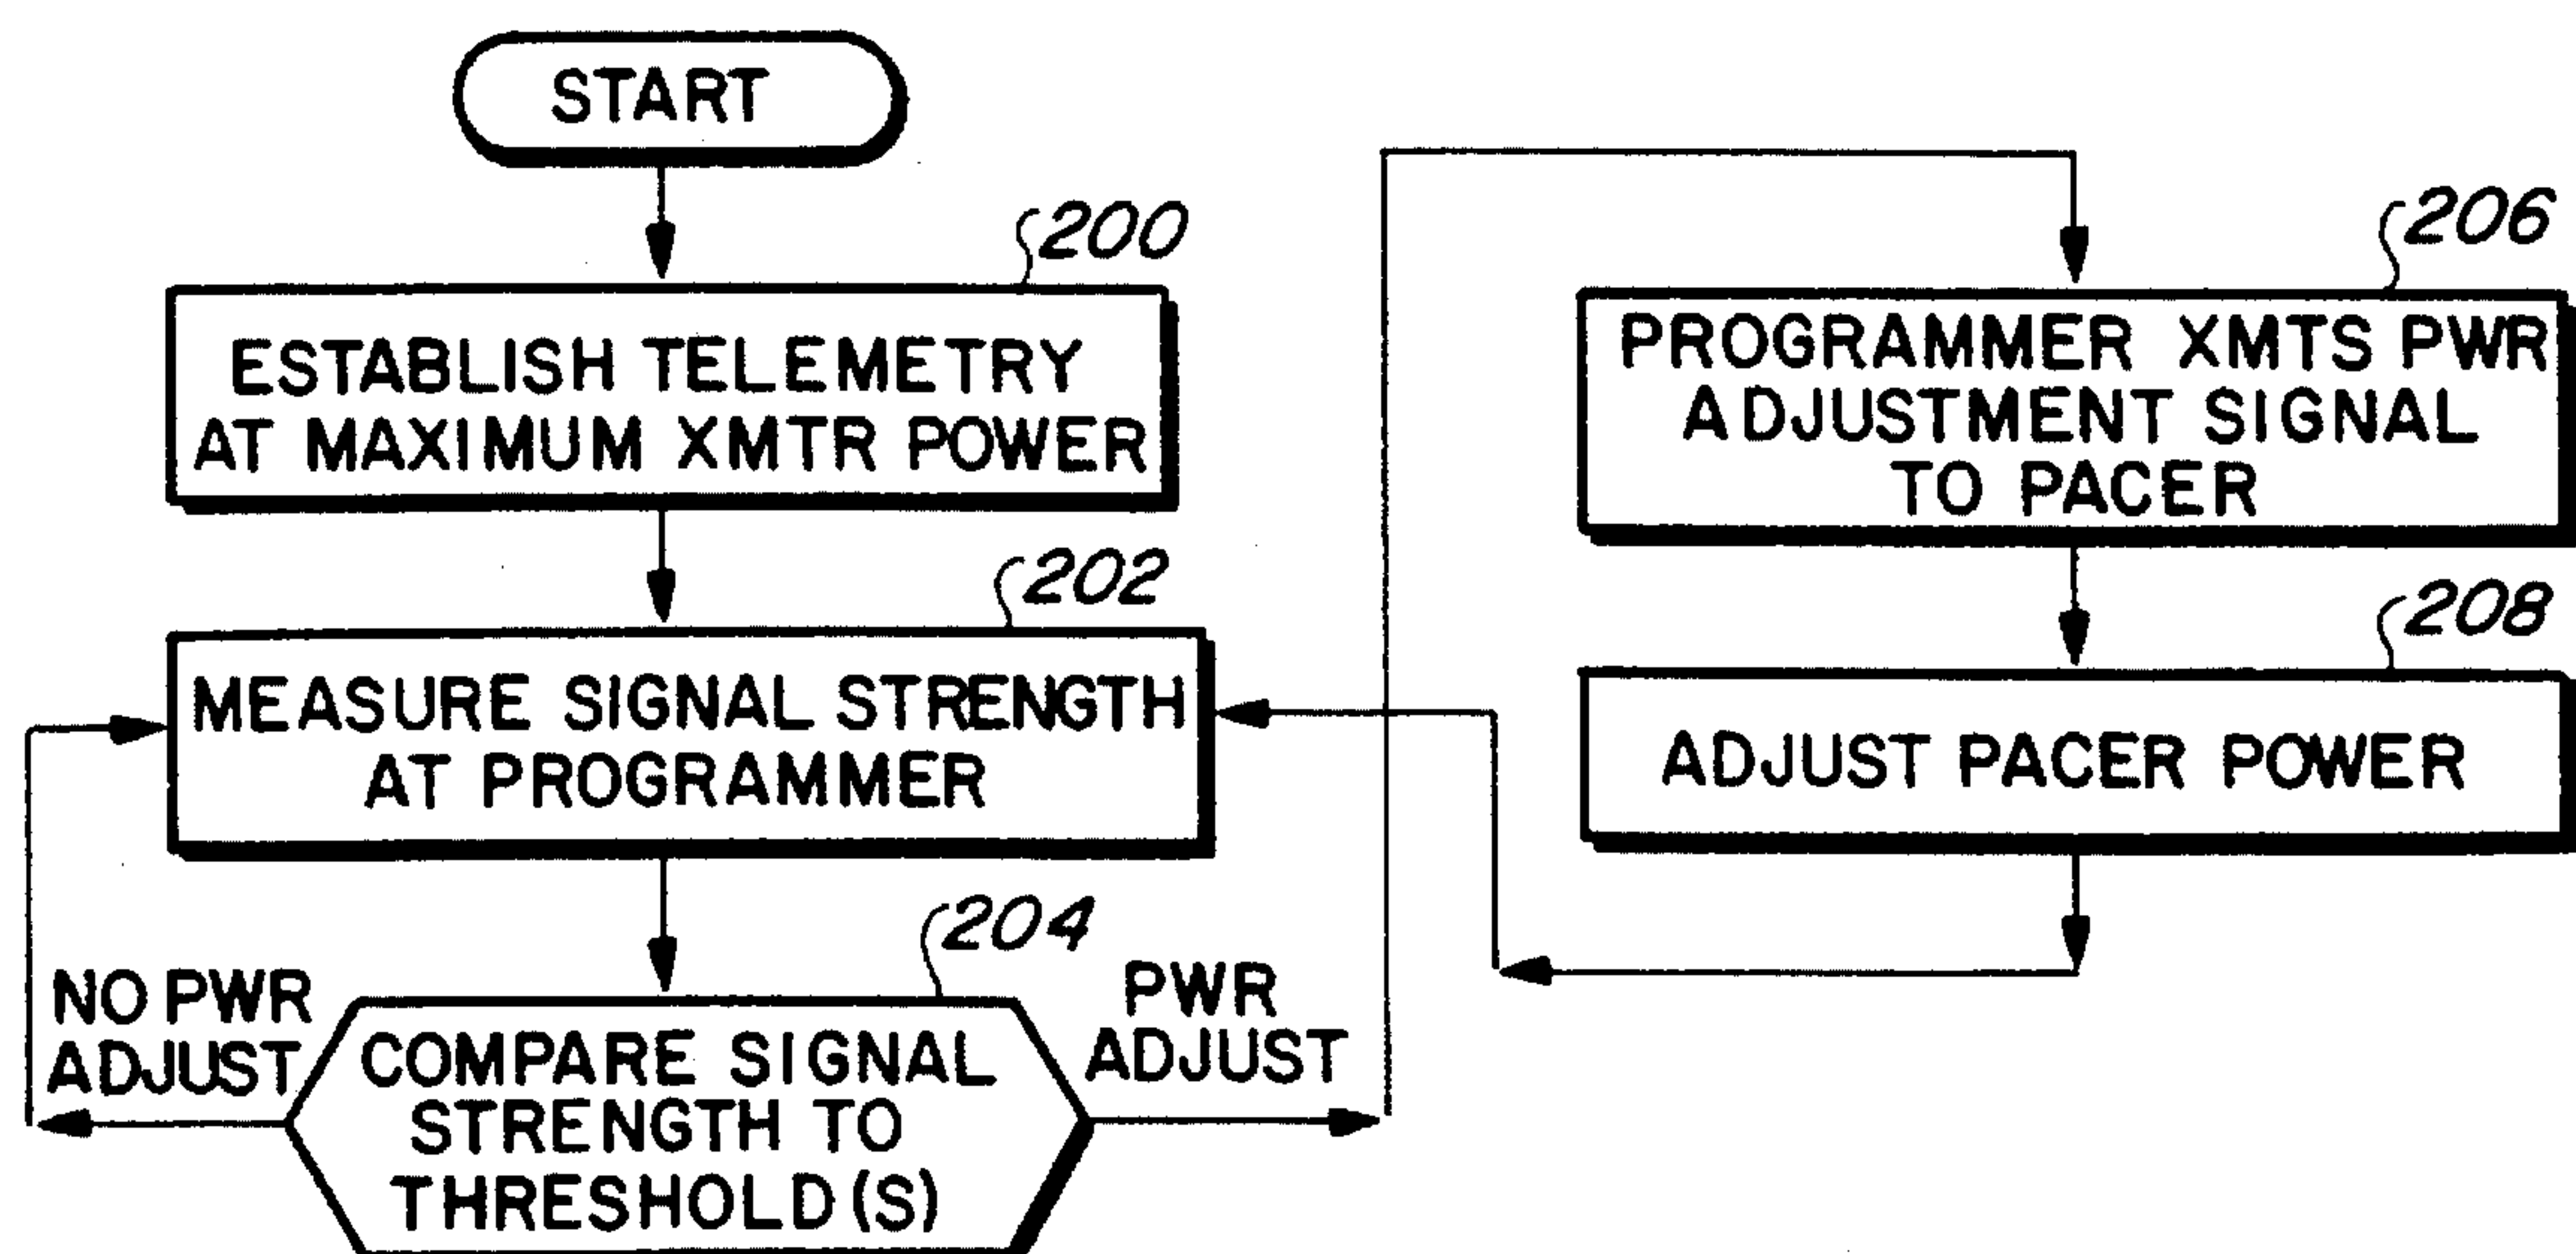 START
200
ESTABLISH TELEMETRY
AT MAXIMUM XMTR POWER
202
MEASURE SIGNAL STRENGTH
AT PROGRAMMER
204
NO PWR
ADJUST
COMPARE SIGNAL
STRENGTH TO
THRESHOLD(S)
PWR
ADJUST
206
PROGRAMMER XMTS PWR
ADJUSTMENT SIGNAL
TO PACER
208
ADJUST PACER POWER